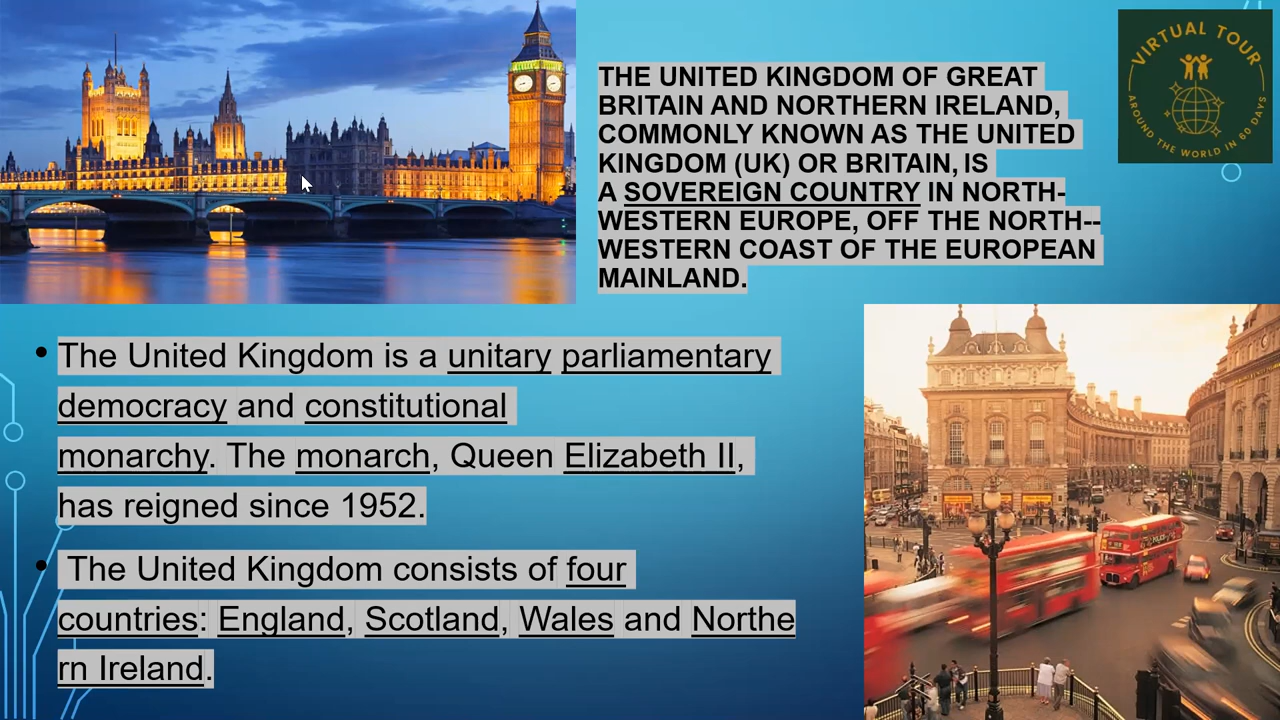 THE UNITED KINGDOM OF GREAT
BRITAIN AND NORTHERN IRELAND,
COMMONLY KNOWN AS THE UNITED
KINGDOM (UK) OR BRITAIN, IS
A SOVEREIGN COUNTRY IN NORTH-
WESTERN EUROPE, OFF THE NORTH--
WESTERN COAST OF THE EUROPEAN
MAINLAND.
VIRTUAL TOUR
AROUND THE WORLD IN 60 DAYS
• The United Kingdom is a unitary parliamentary
democracy and constitutional
monarchy. The monarch, Queen Elizabeth II,
has reigned since 1952.
• The United Kingdom consists of four
countries: England, Scotland, Wales and Northe
rn Ireland.